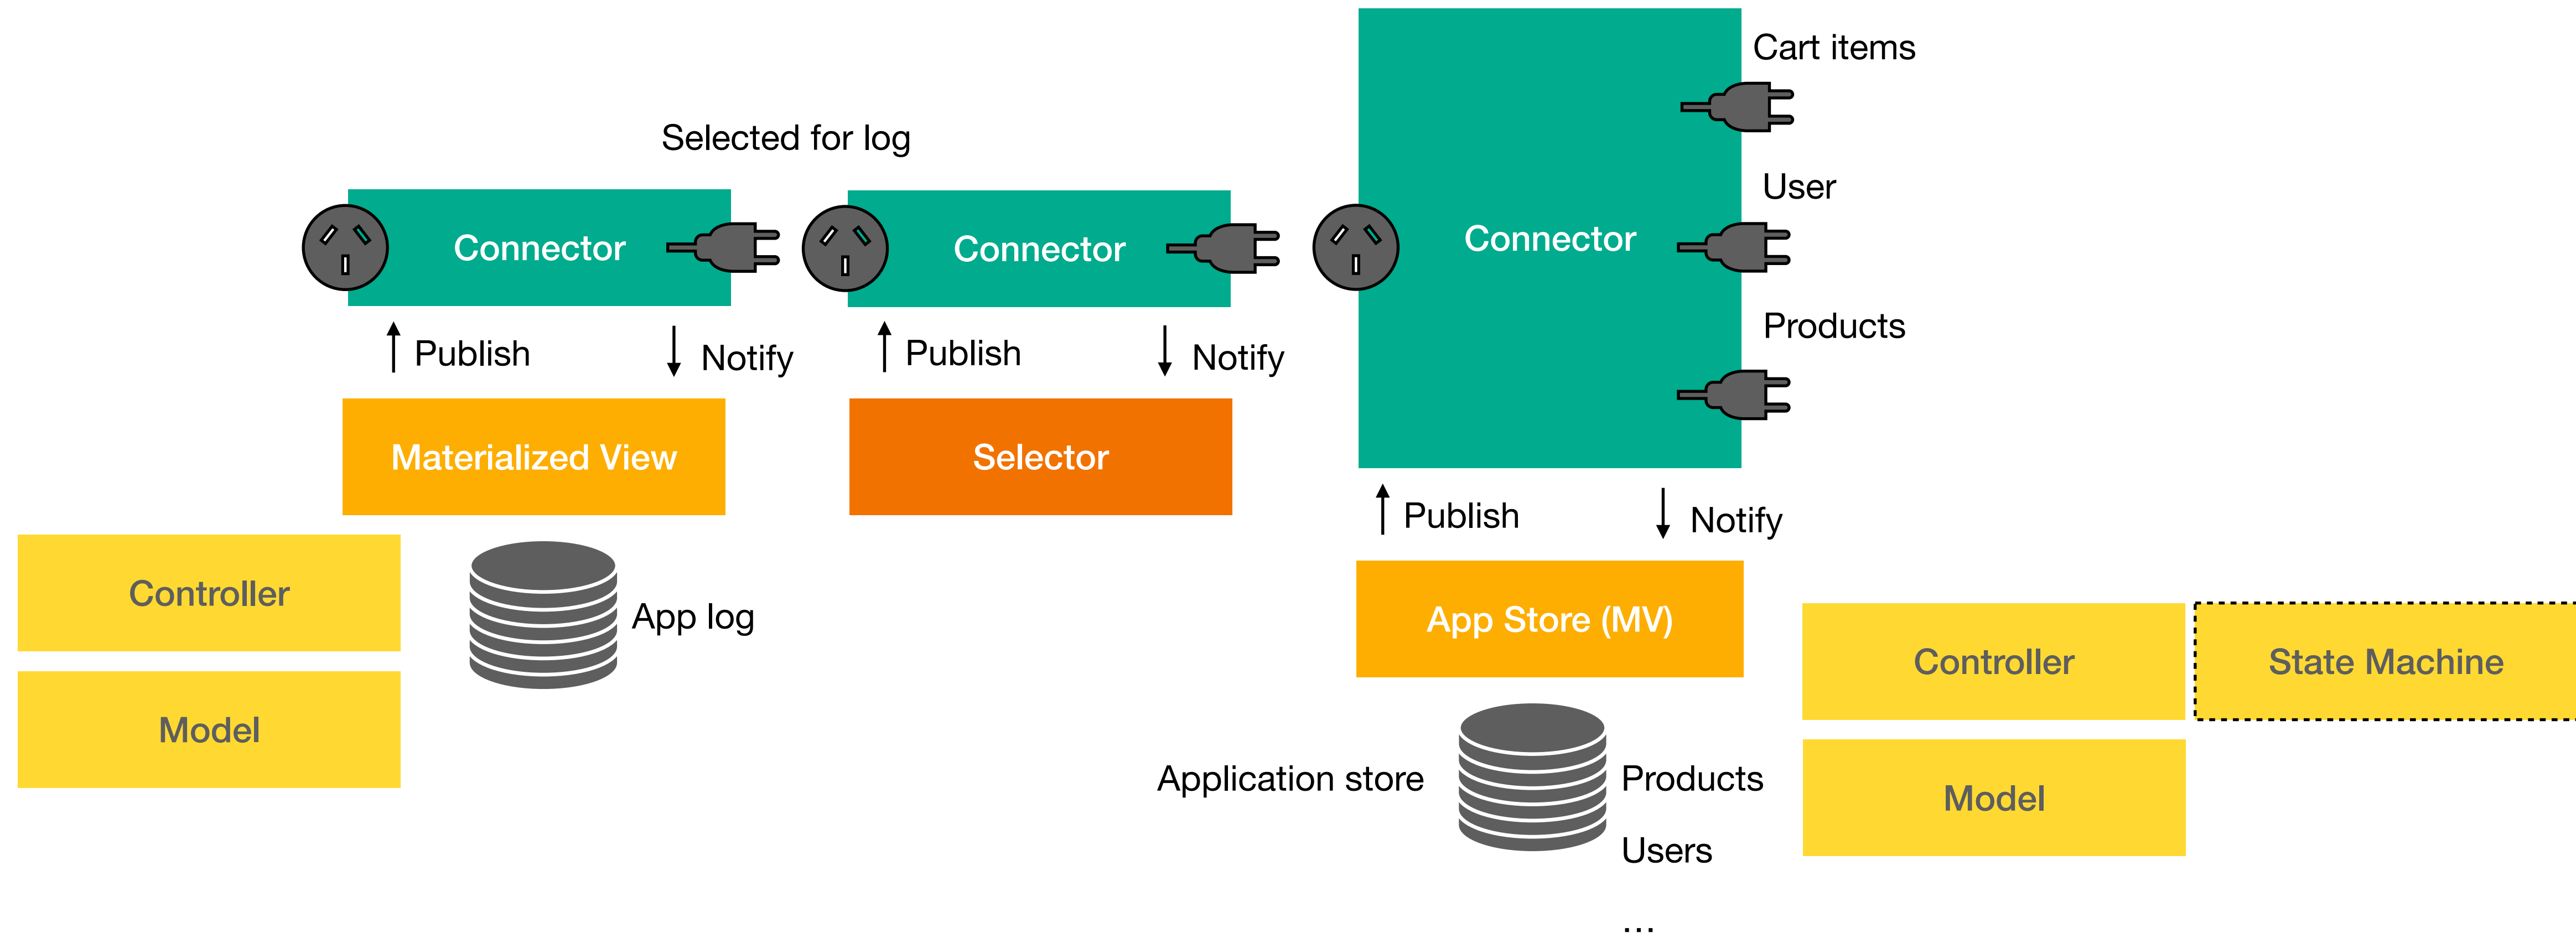 Cart items
Selected for log
User
Connector
Connector
Connector
Products
Publish
Notify
Publish
Notify
Materialized View
Selector
Publish
Notify
Controller
App log
App Store (MV)
Controller
State Machine
Model
Application store
Products
Model
Users
...